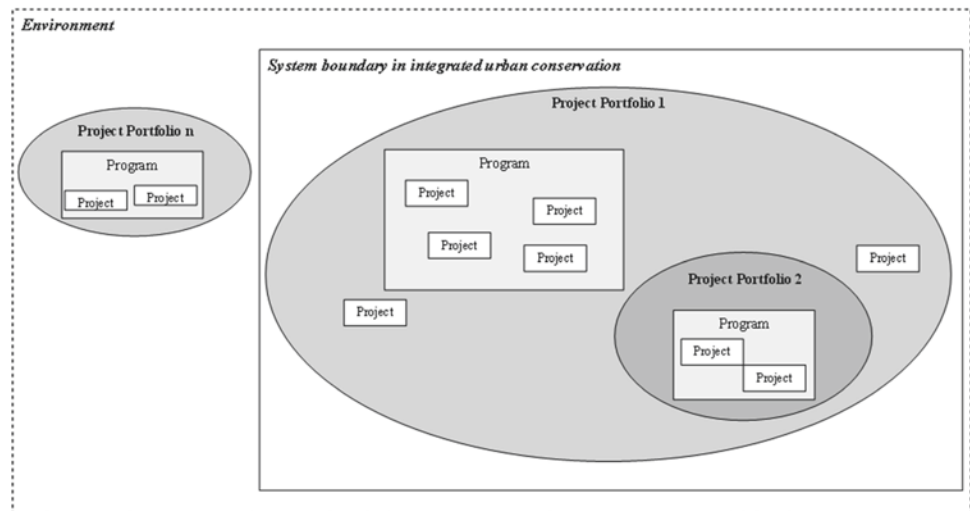 Environment
System boundary in integrated urban conservation
Project Portfolio 1
Project Portfolio n
Program
Project
Project
Program
Project
Project
Project
Project
Project
Project
Project Portfolio 2
Program
Project
Project